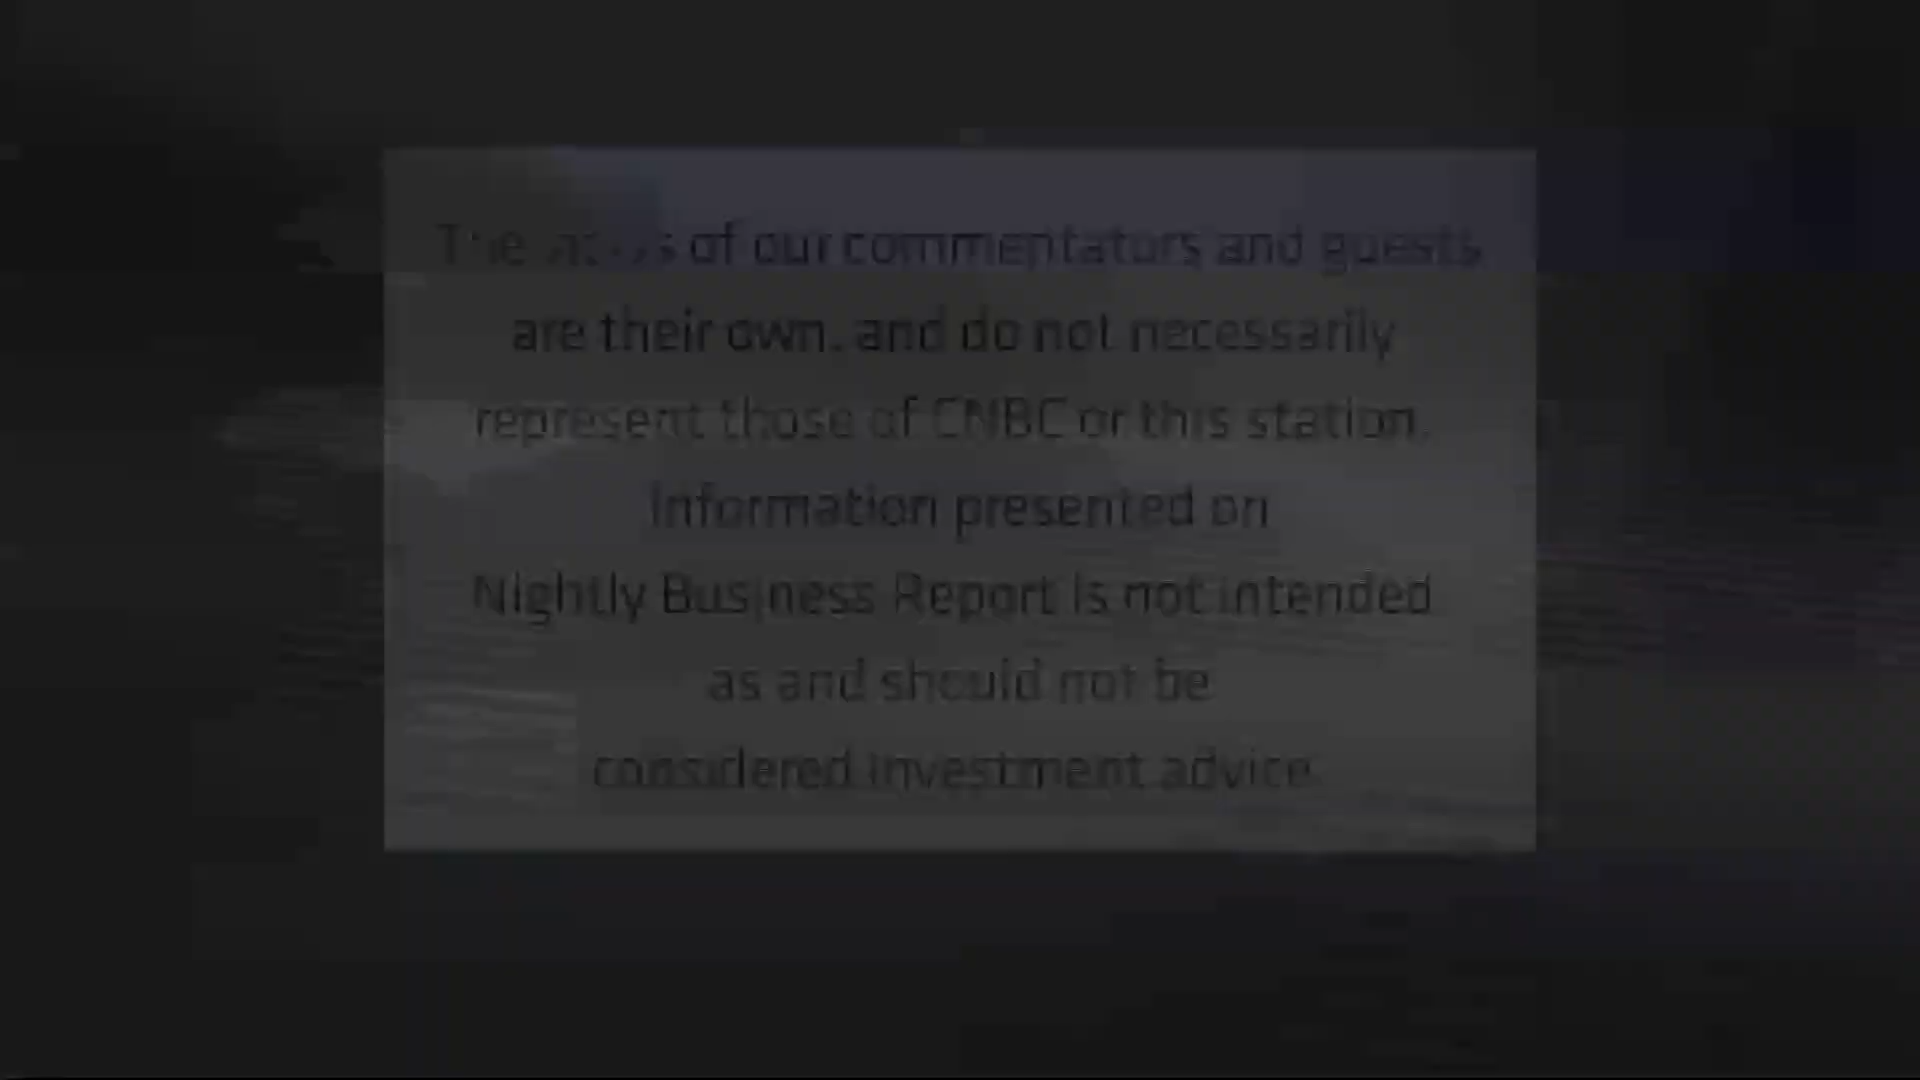 The of our commentators and guests
are their own, and do not necessarily
represent those of CNBC or this station.
Information presented on
Nightly Business Report is not intended
as and should not be
considered investment advice.